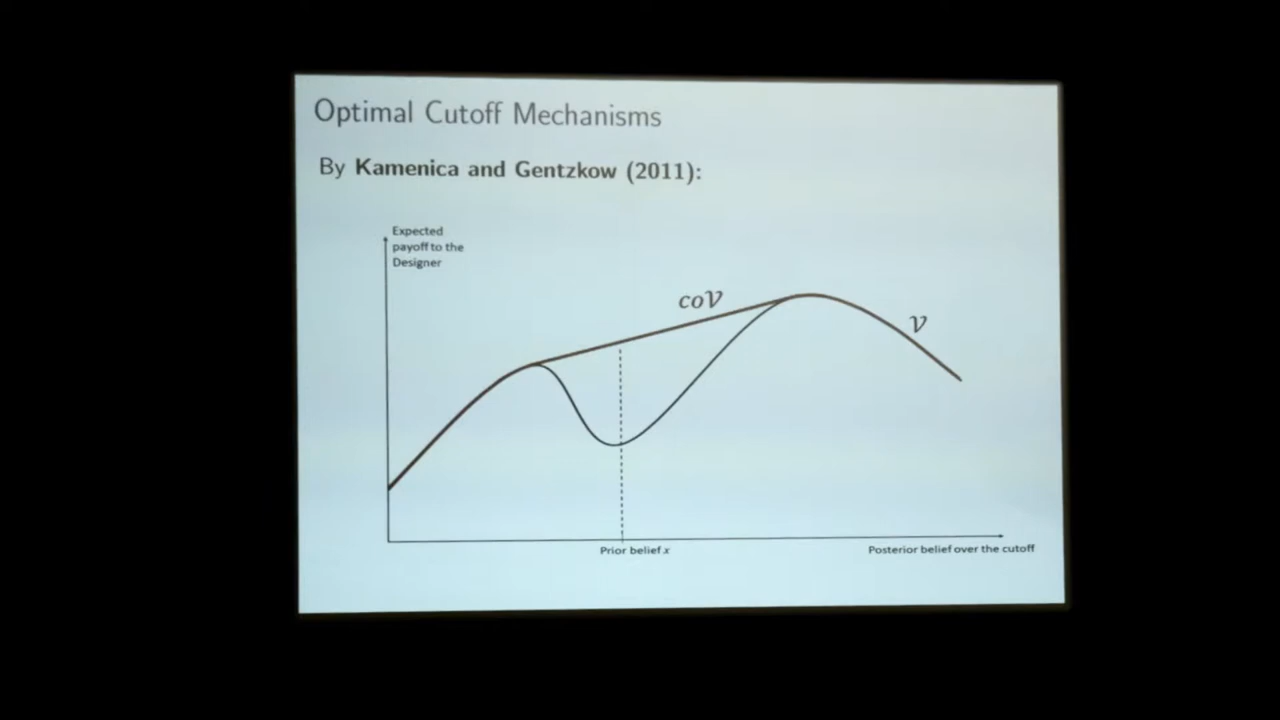 Optimal Cutoff Mechanisms
By Kamenica and Gentzkow (2011):
Expected
payoff to the
Designer
co𝒱
𝒱
Prior belief x
Posterior belief over the cutoff